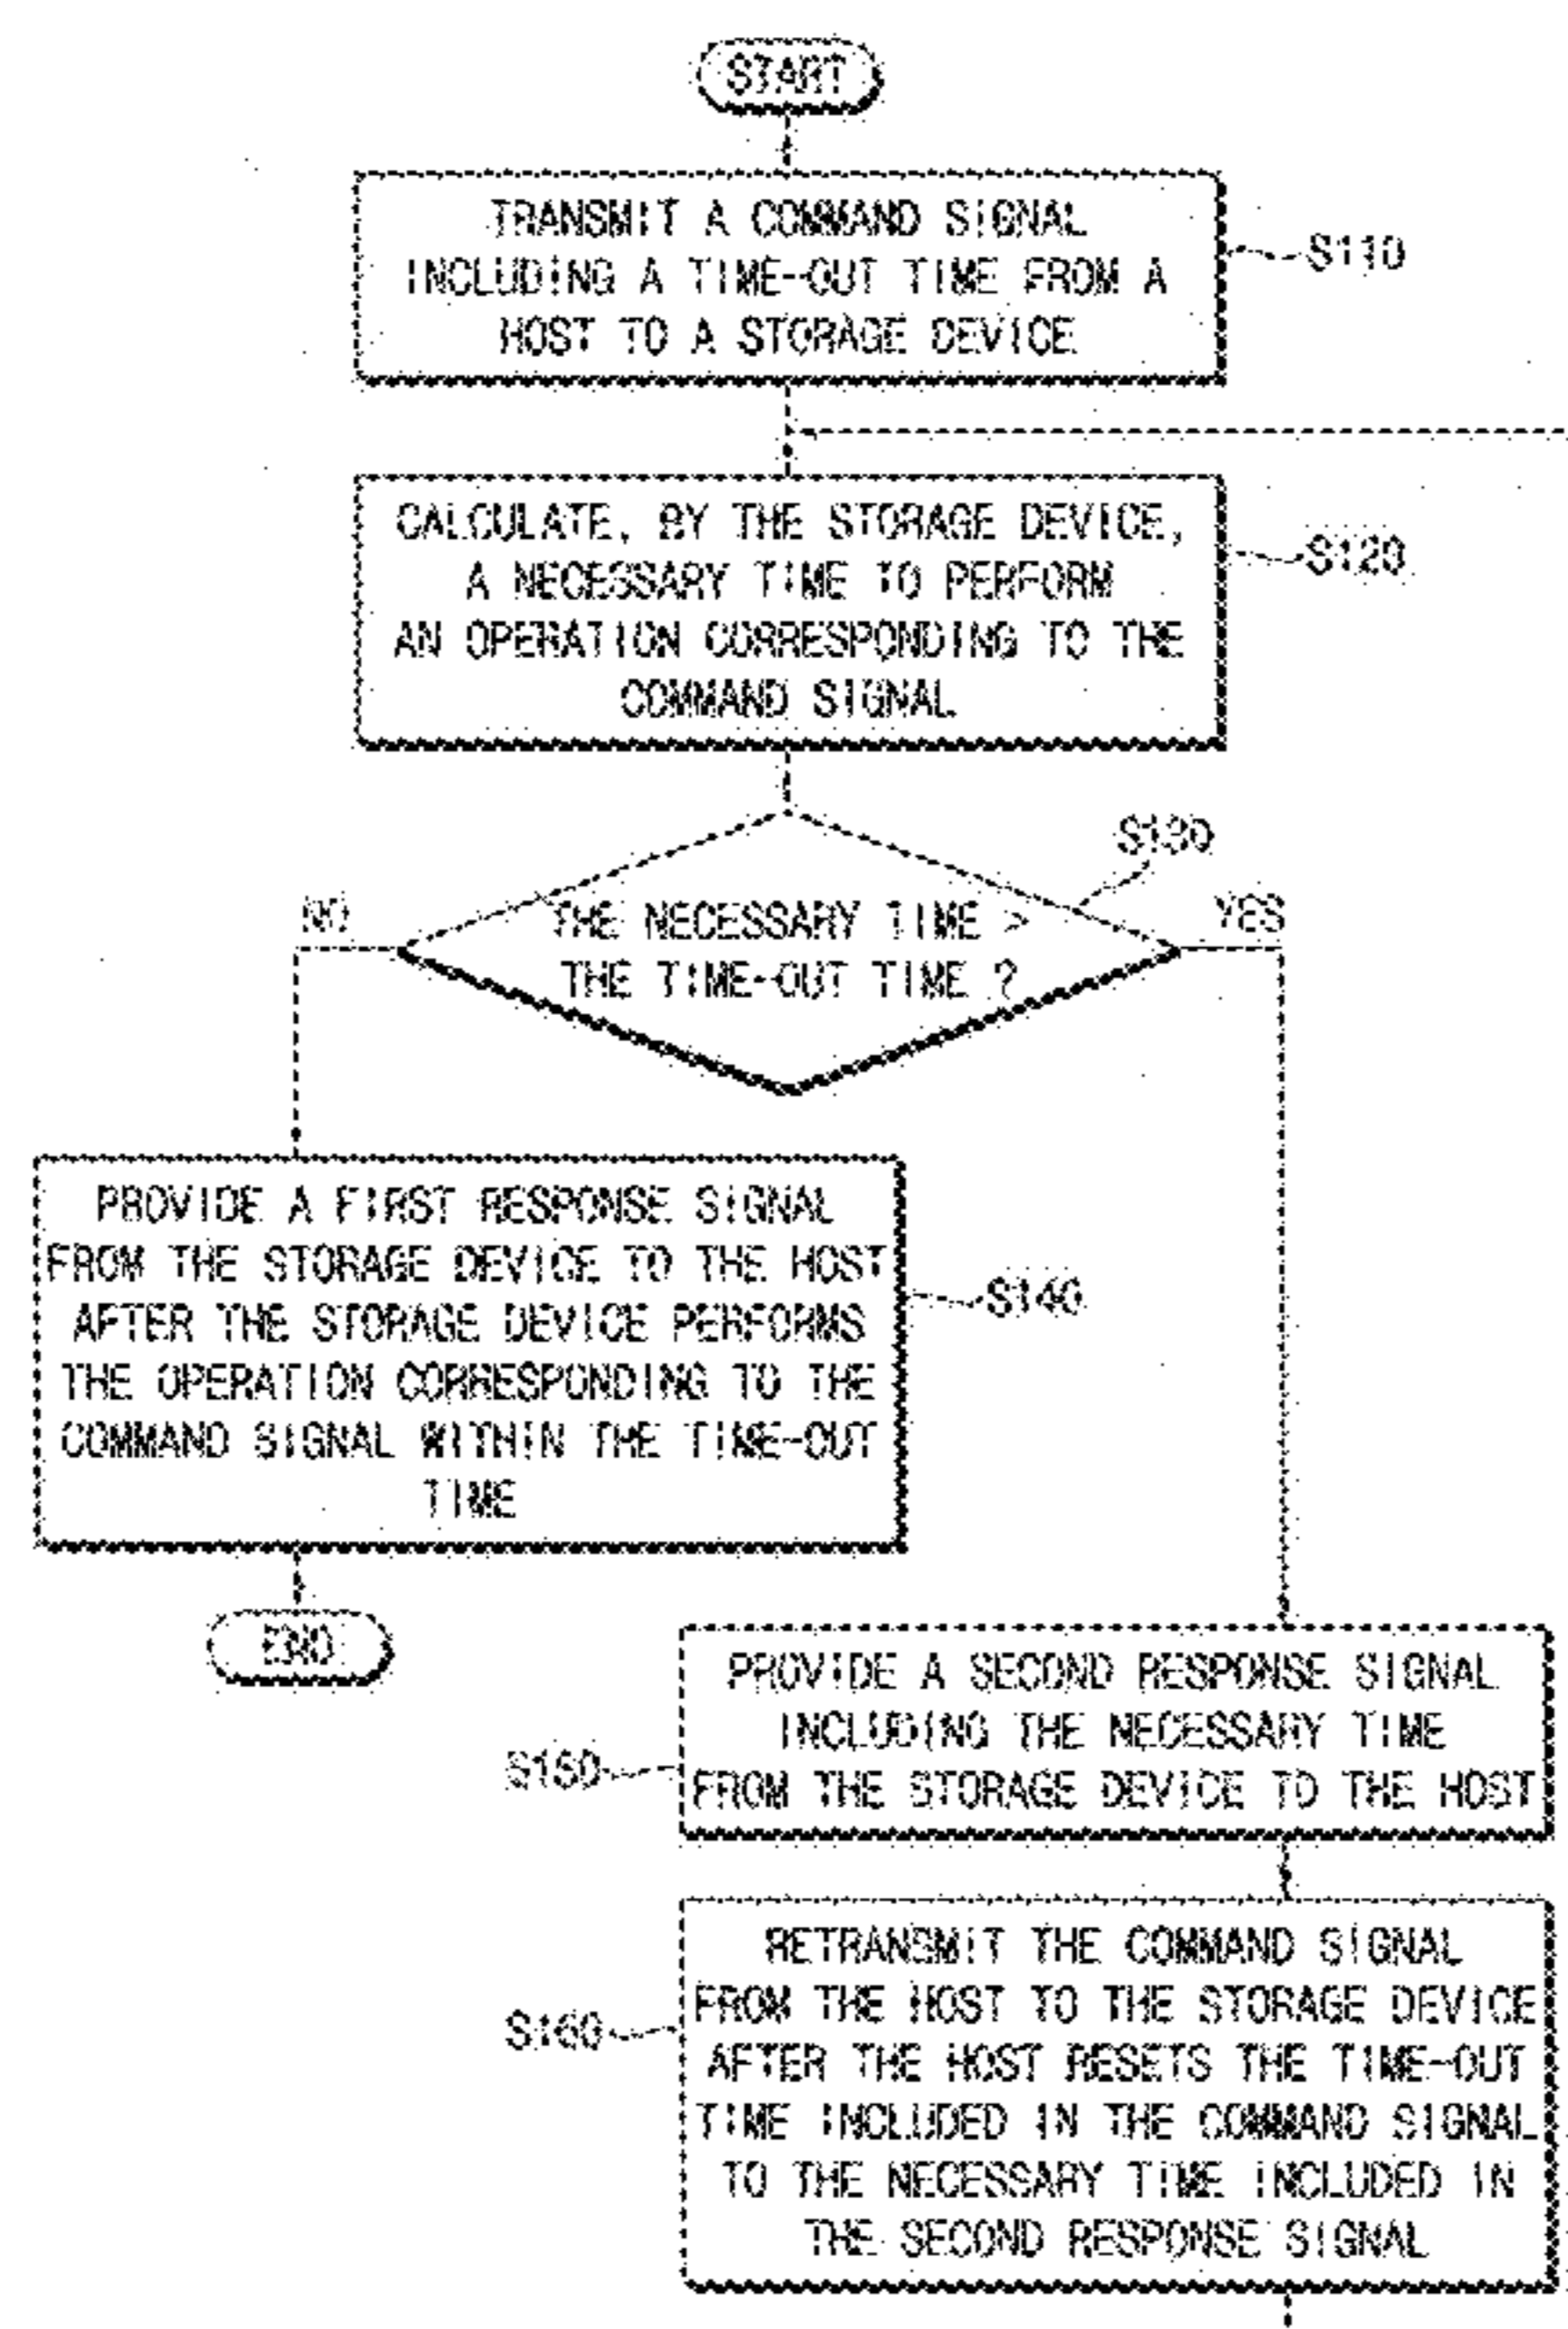 START
TRANSMIT A COMMAND SIGNAL
INCLUDING A TIME-OUT TIME FROM A
HOST TO A STORAGE DEVICE
S110
CALCULATE, BY THE STORAGE DEVICE,
A NECESSARY TIME TO PERFORM
AN OPERATION CORRESPONDING TO THE
COMMAND SIGNAL
S120
S130
NO
THE NECESSARY TIME >
THE TIME-OUT TIME ?
YES
PROVIDE A FIRST RESPONSE SIGNAL
FROM THE STORAGE DEVICE TO THE HOST
AFTER THE STORAGE DEVICE PERFORMS
THE OPERATION CORRESPONDING TO THE
COMMAND SIGNAL WITHIN THE TIME-OUT
TIME
S140
END
PROVIDE A SECOND RESPONSE SIGNAL
INCLUDING THE NECESSARY TIME
FROM THE STORAGE DEVICE TO THE HOST
S150
RETRANSMIT THE COMMAND SIGNAL
FROM THE HOST TO THE STORAGE DEVICE
AFTER THE HOST RESETS THE TIME-OUT
TIME INCLUDED IN THE COMMAND SIGNAL
TO THE NECESSARY TIME INCLUDED IN
THE SECOND RESPONSE SIGNAL
S160